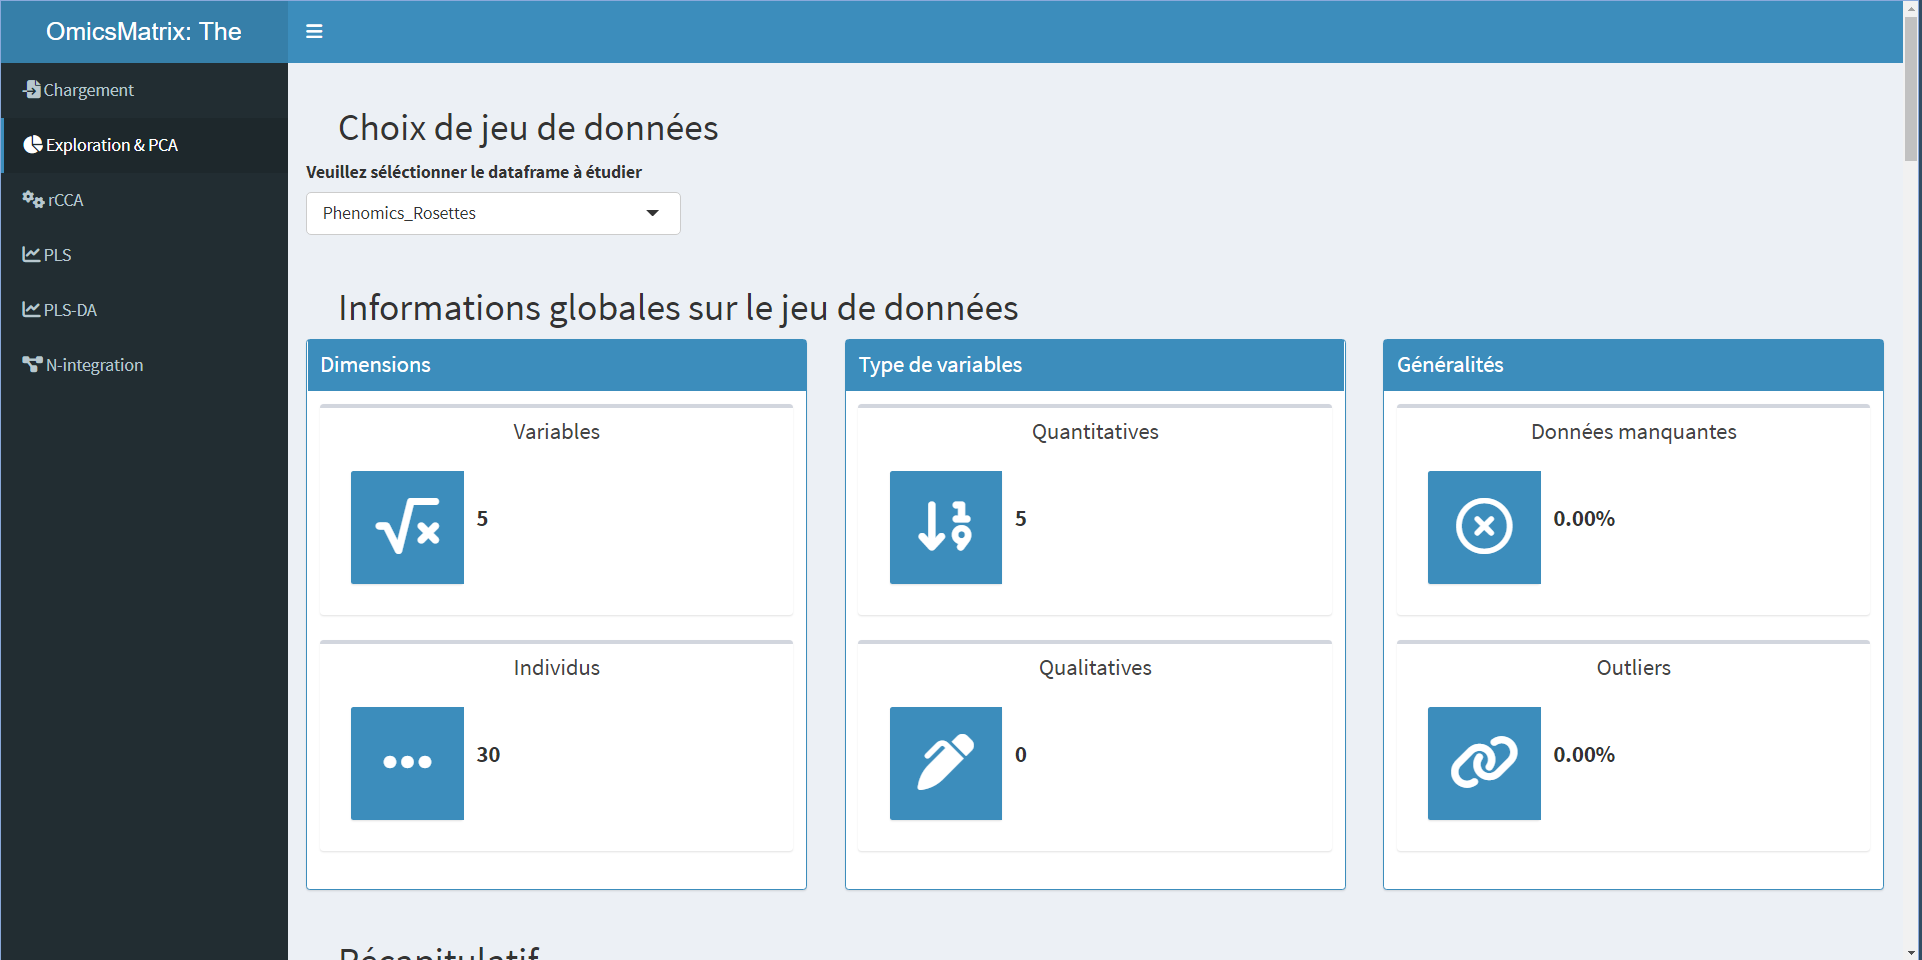 OmicsMatrix: The
Chargement
Exploration & PCA
rCCA
PLS
PLS-DA
N-integration
Choix de jeu de données
Veuillez séléctionner le dataframe à étudier
Phenomics_Rosettes
Informations globales sur le jeu de données
Dimensions
Variables
5
Individus
30
Type de variables
Quantitatives
5
Qualitatives
0
Généralités
Données manquantes
0.00%
Outliers
0.00%
Récapitulatif